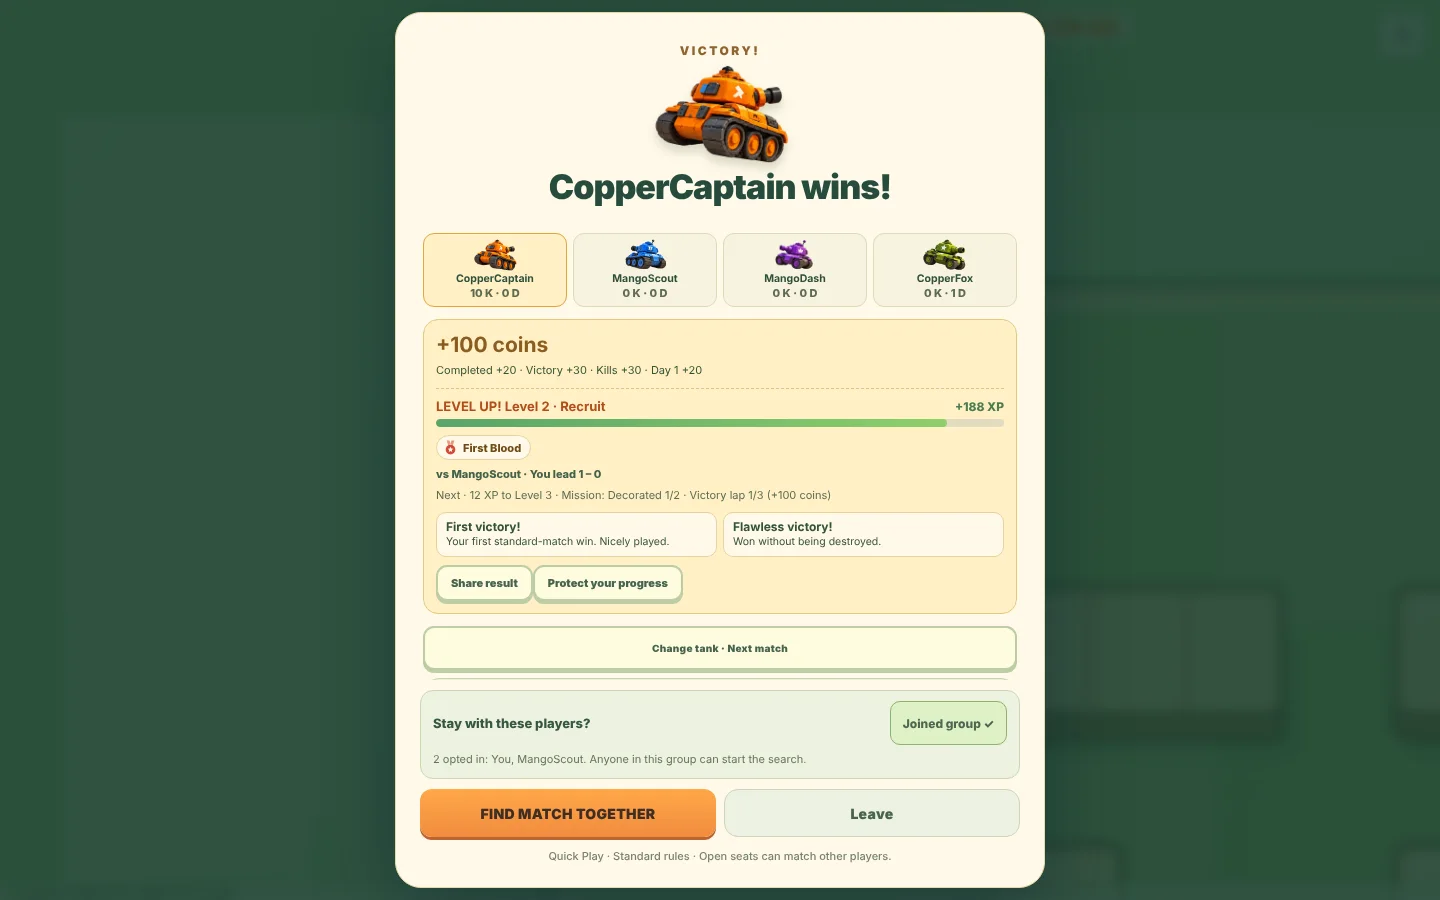 VICTORY!
CopperCaptain wins!
CopperCaptain
10 K · 0 D
MangoScout
0 K · 0 D
MangoDash
0 K · 0 D
CopperFox
0 K · 1 D
+100 coins
Completed +20 · Victory +30 · Kills +30 · Day 1 +20
LEVEL UP! Level 2 · Recruit
+188 XP
First Blood
vs MangoScout · You lead 1–0
Next · 12 XP to Level 3 · Mission: Decorated 1/2 · Victory lap 1/3 (+100 coins)
First victory!
Your first standard-match win. Nicely played.
Flawless victory!
Won without being destroyed.
Share result
Protect your progress
Change tank · Next match
Stay with these players?
Joined group ✓
2 opted in: You, MangoScout. Anyone in this group can start the search.
FIND MATCH TOGETHER
Leave
Quick Play · Standard rules · Open seats can match other players.